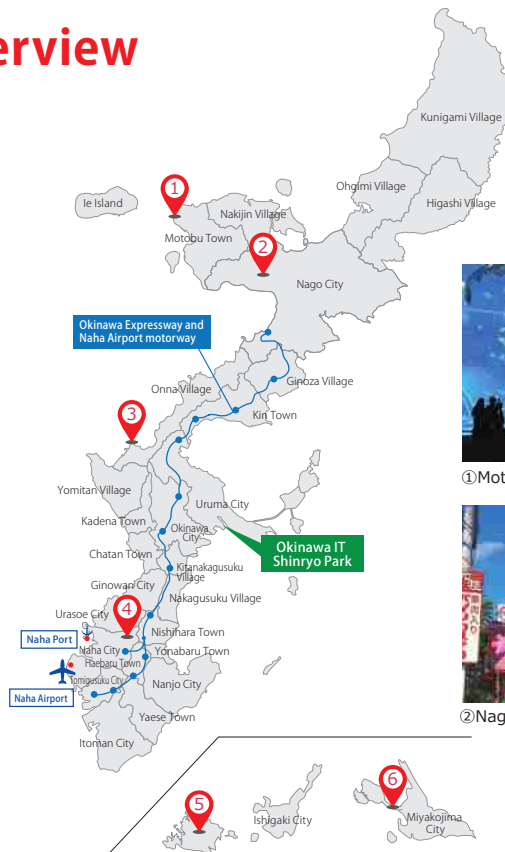 erview
Kunigami Village
Ohgimi Village
Higashi Village
Ie Island
1
Nakijin Village
Motobu Town
2
Nago City
Okinawa Expressway and
Naha Airport motorway
Onna Village
Ginoza Village
Kin Town
3
Yomitan Village
Uruma City
Kadena Town
Okinawa
City
Chatan Town
Okinawa IT
Shinryo Park
Kitanakagusuku
Village
Ginowan City
Nakagusuku Village
Urasoe City
4
Nishihara Town
Naha Port
Naha City
Yonabaru Town
Haebaru Town
Tomigusuku City
Nanjo City
Naha Airport
Yaese Town
Itoman City
①Mot
②Nag
5
Ishigaki City
6
Miyakojima
City